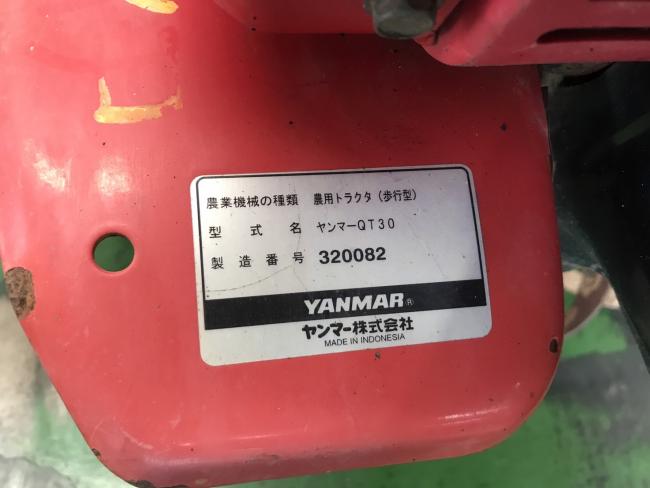 農業機械の種類 農用トラクタ（歩行型）
型式名 ヤンマーQT30
製造番号 320082
YANMAR®
ヤンマー株式会社
MADE IN INDONESIA